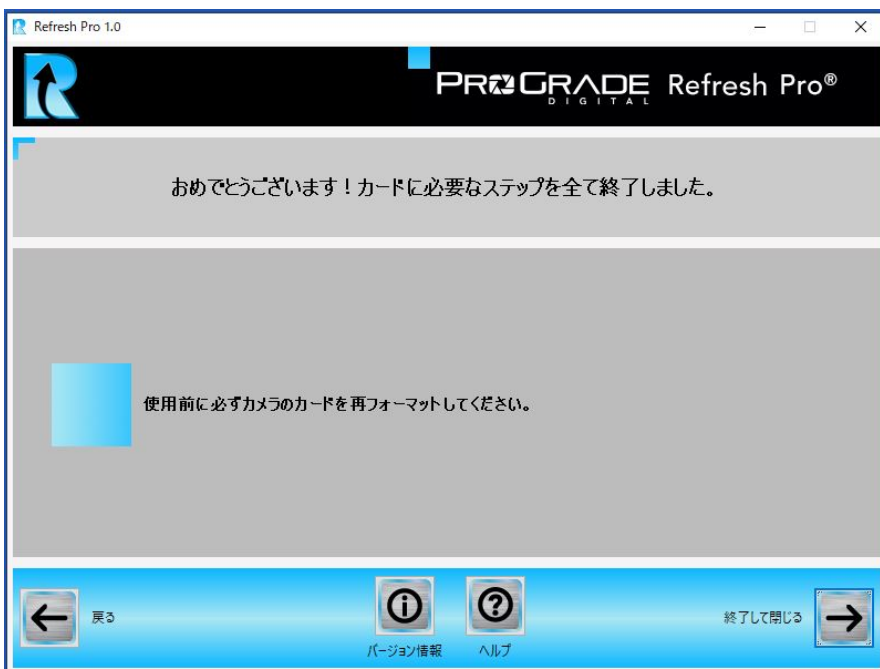 Refresh Pro 1.0
PROGRADE Refresh Pro®
DIGITAL
おめでとうございます！カードに必要なステップを全て終了しました。
使用前に必ずカメラのカードを再フォーマットしてください。
戻る
バージョン情報
ヘルプ
終了して閉じる